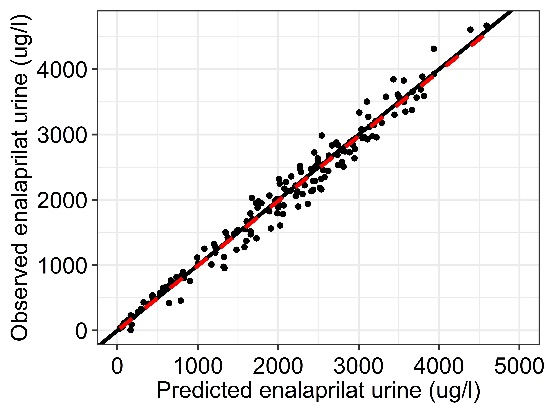 Observed enalaprilat urine (ug/l)
4000
3000
2000
1000
0
0 1000 2000 3000 4000 5000
Predicted enalaprilat urine (ug/l)